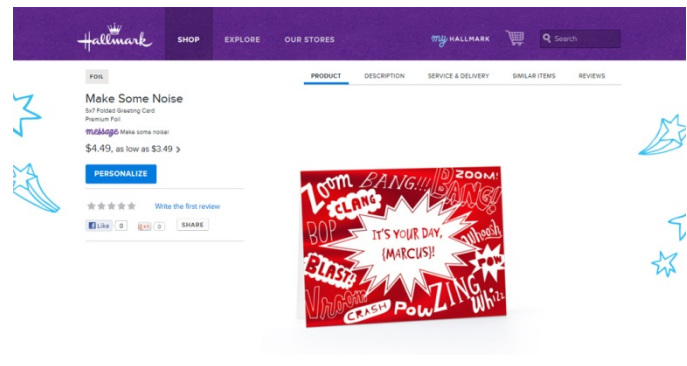 Hallmark
SHOP
EXPLORE
OUR STORES
my HALLMARK
Search
FOIL
PRODUCT
DESCRIPTION
SERVICE & DELIVERY
SIMILAR ITEMS
REVIEWS
Make Some Noise
5x7 Folded Greeting Card
Premium Foil
message Make some noise!
$4.49, as low as $3.49 >
PERSONALIZE
Write the first review
Like 0
0
SHARE
Zoom
BANG!!!
ZOOM!
BANG!
CLANG
BOP
IT'S YOUR DAY,
{MARCUS}!
Whoosh
BLAST!
POW
Vroom
ZING
Whizz
CRASH
POW